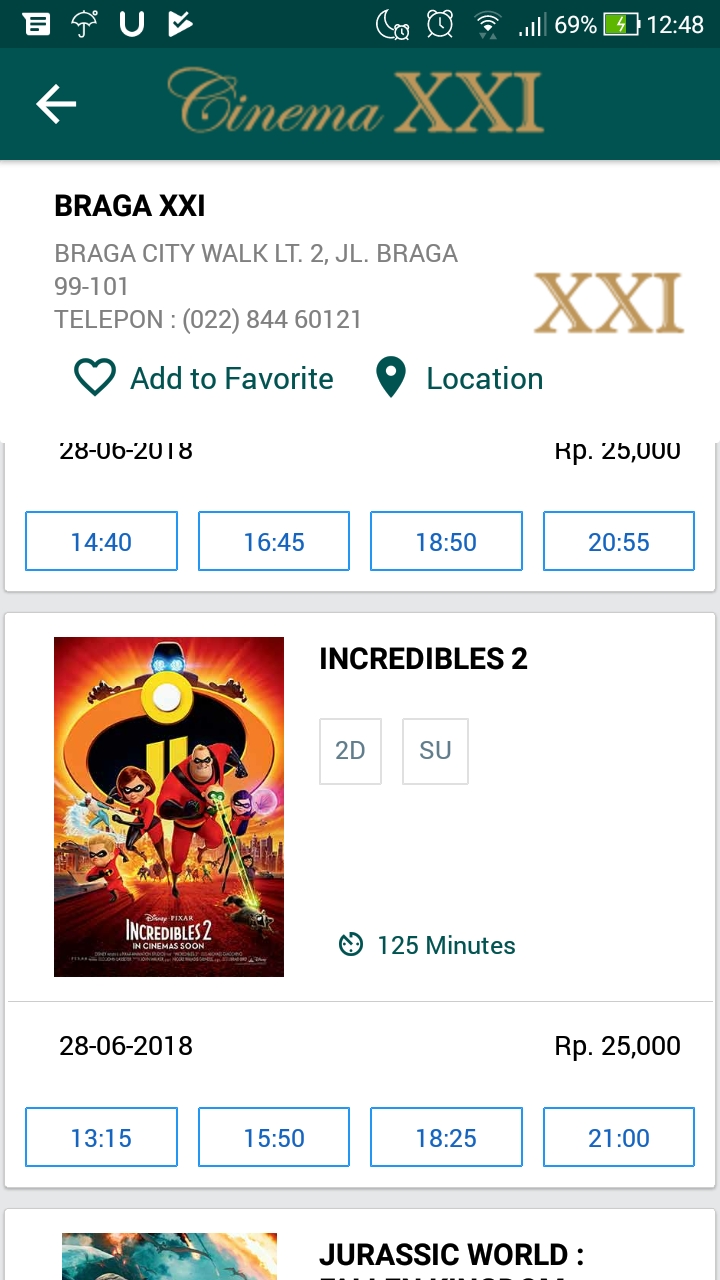 69% 12:48
Cinema XXI
BRAGA XXI
BRAGA CITY WALK LT. 2, JL. BRAGA
99-101
TELEPON : (022) 844 60121
XXI
Add to Favorite Location
28-06-2018 Rp. 25,000
14:40 16:45 18:50 20:55
INCREDIBLES 2
2D SU
Disney PIXAR
INCREDIBLES 2
IN CINEMAS SOON
125 Minutes
28-06-2018 Rp. 25,000
13:15 15:50 18:25 21:00
JURASSIC WORLD :
FALLEN KINGDOM